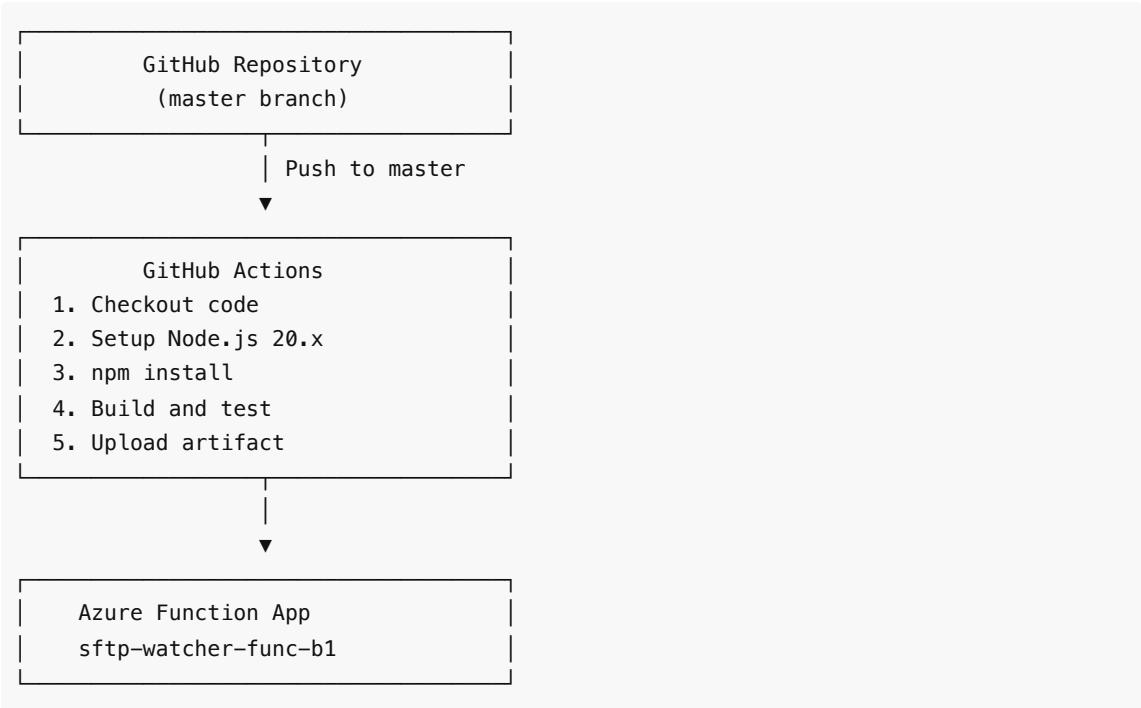 GitHub Repository
(master branch)
Push to master
GitHub Actions
1. Checkout code
2. Setup Node.js 20.x
3. npm install
4. Build and test
5. Upload artifact
Azure Function App
sftp-watcher-func-b1